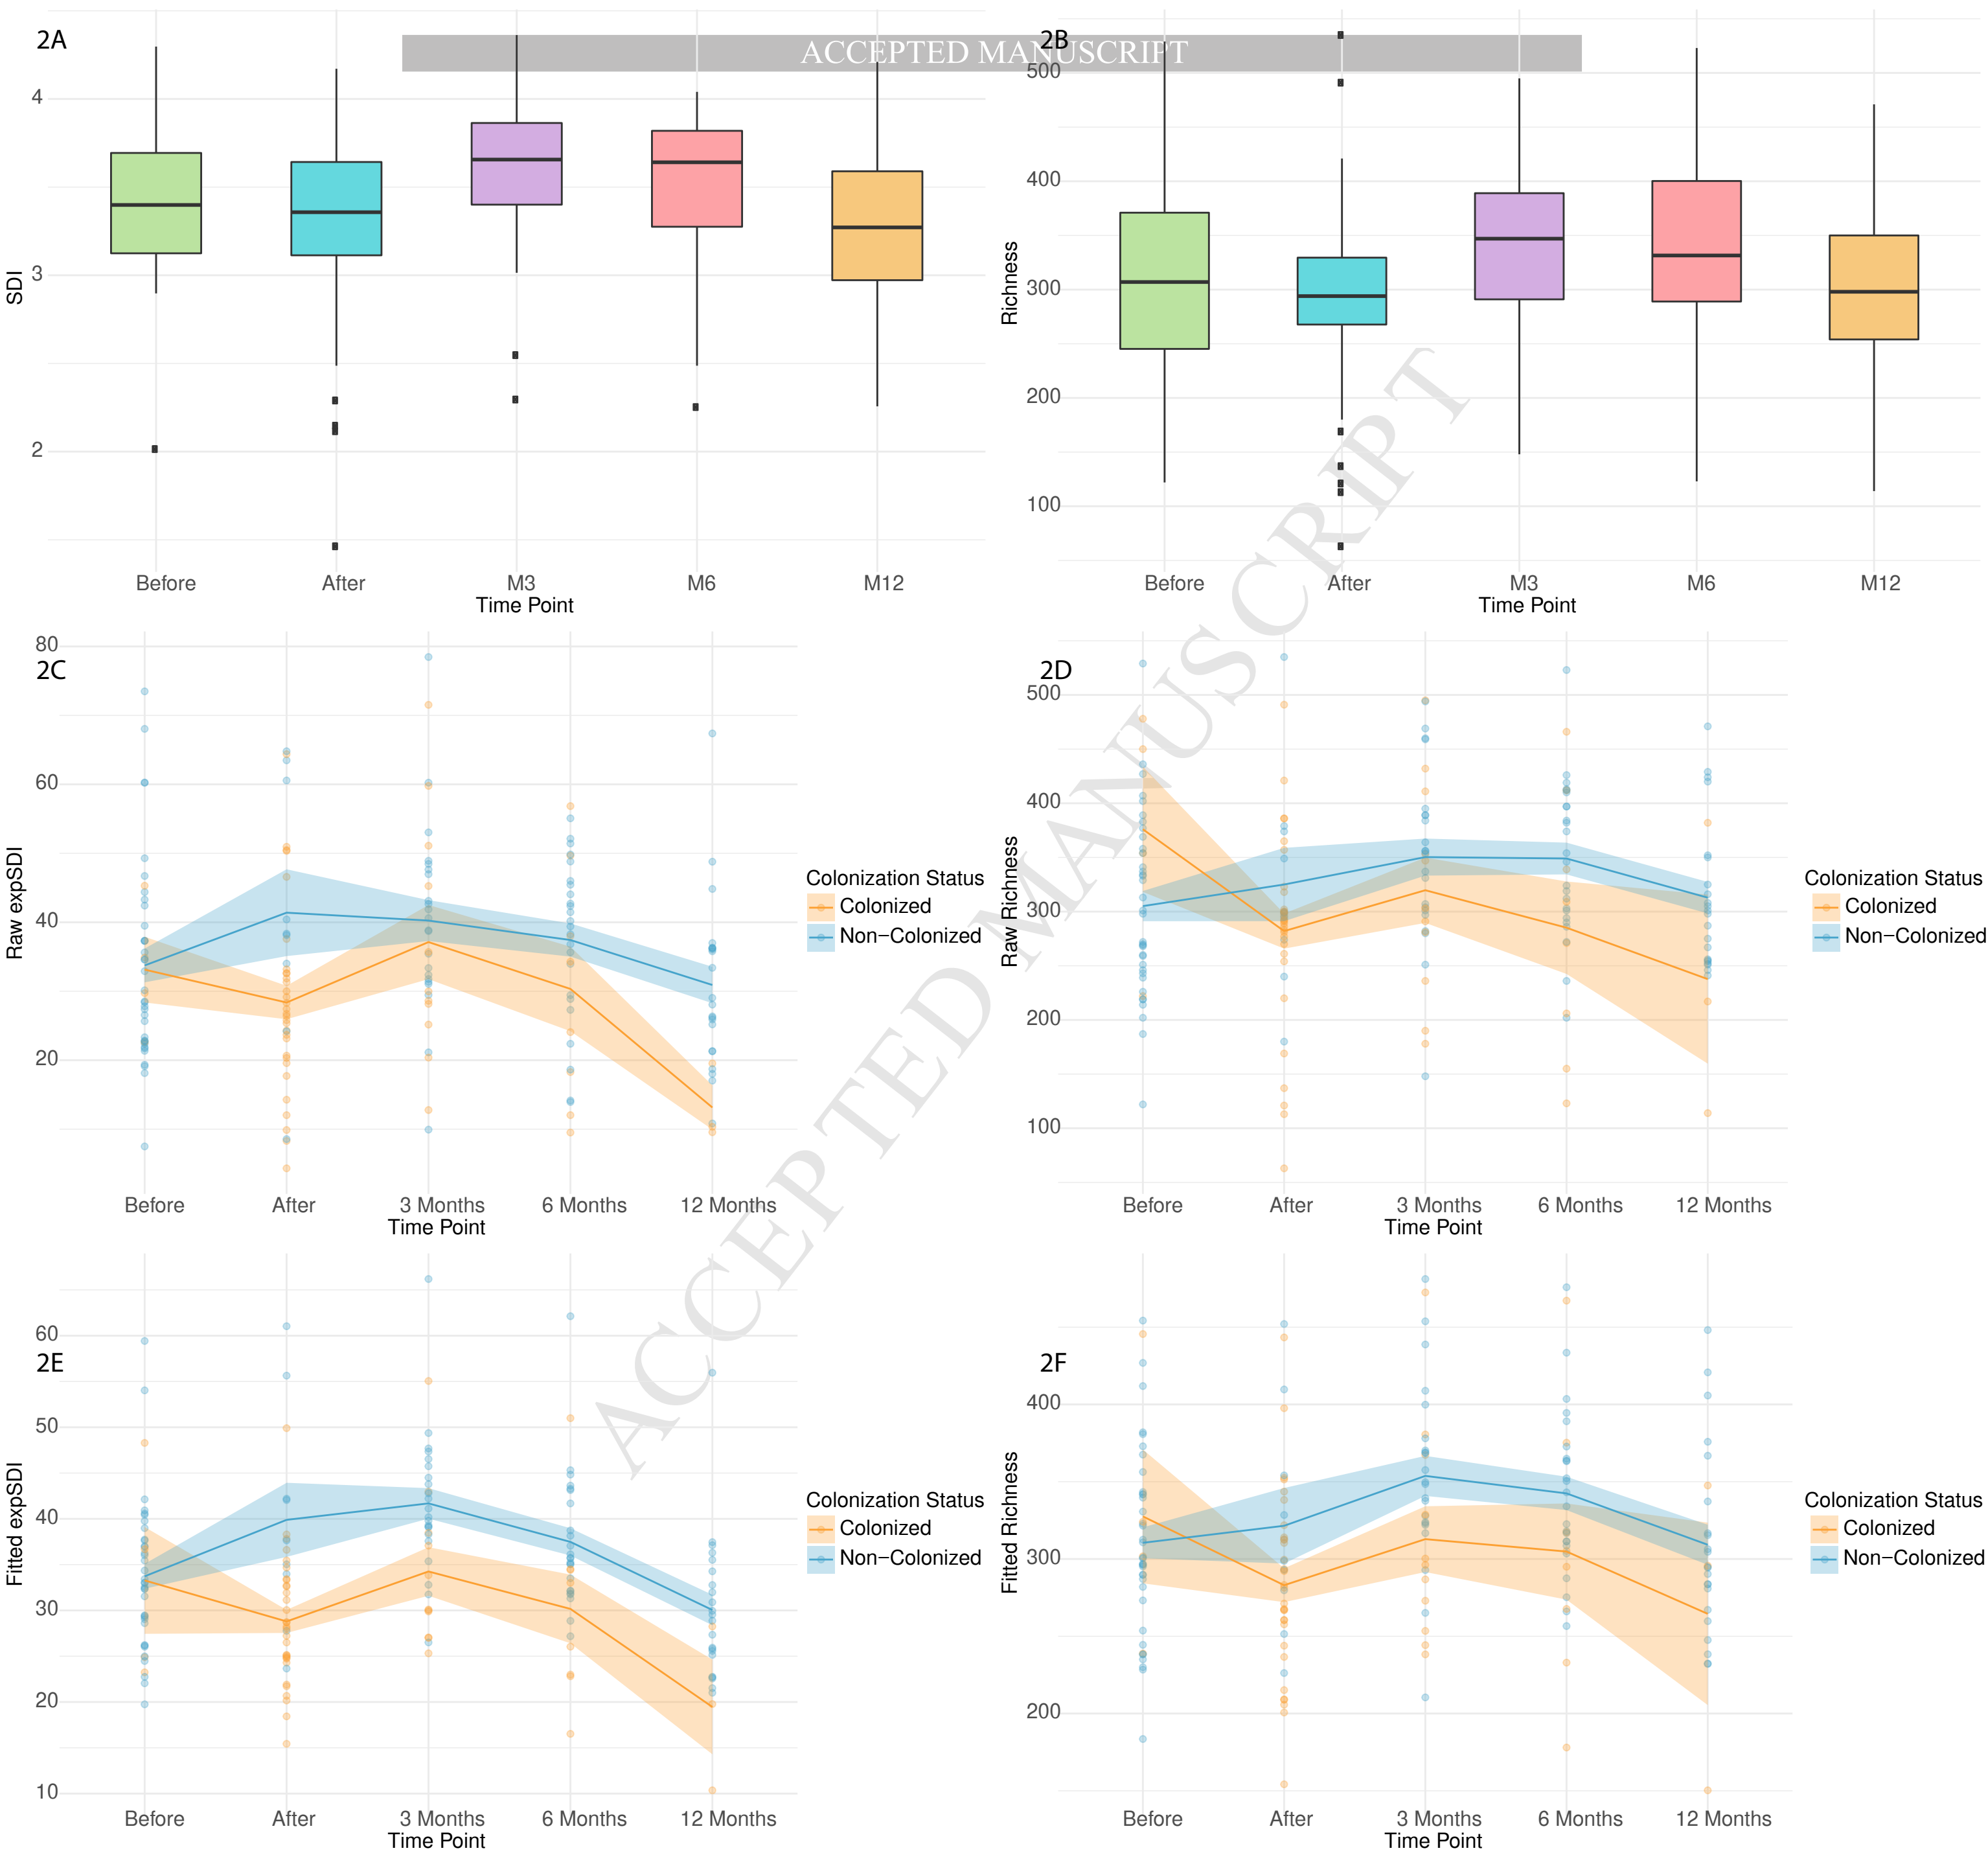 ACCEPTED MANUSCRIPT
2A
SDI
4
3
2
Before After M3 M6 M12
Time Point
2B
Richness
500
400
300
200
100
Before After M3 M6 M12
Time Point
2C
Raw expSDI
80
60
40
20
Before After 3 Months 6 Months 12 Months
Time Point
Colonization Status
Colonized
Non-Colonized
2D
Raw Richness
500
400
300
200
100
Before After 3 Months 6 Months 12 Months
Time Point
Colonization Status
Colonized
Non-Colonized
ACCEPTED MANUSCRIPT
2E
Fitted expSDI
60
50
40
30
20
10
Before After 3 Months 6 Months 12 Months
Time Point
Colonization Status
Colonized
Non-Colonized
2F
Fitted Richness
400
300
200
Before After 3 Months 6 Months 12 Months
Time Point
Colonization Status
Colonized
Non-Colonized